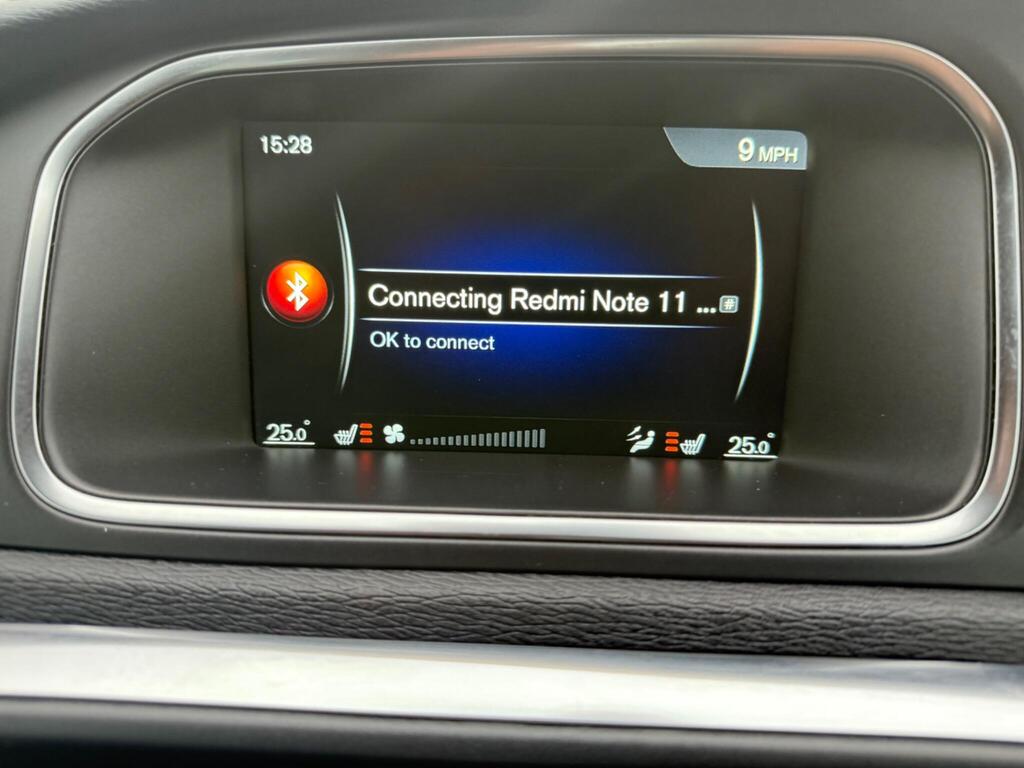 15:28
9 MPH
Connecting Redmi Note 11 ... #
OK to connect
25.0° 25.0°